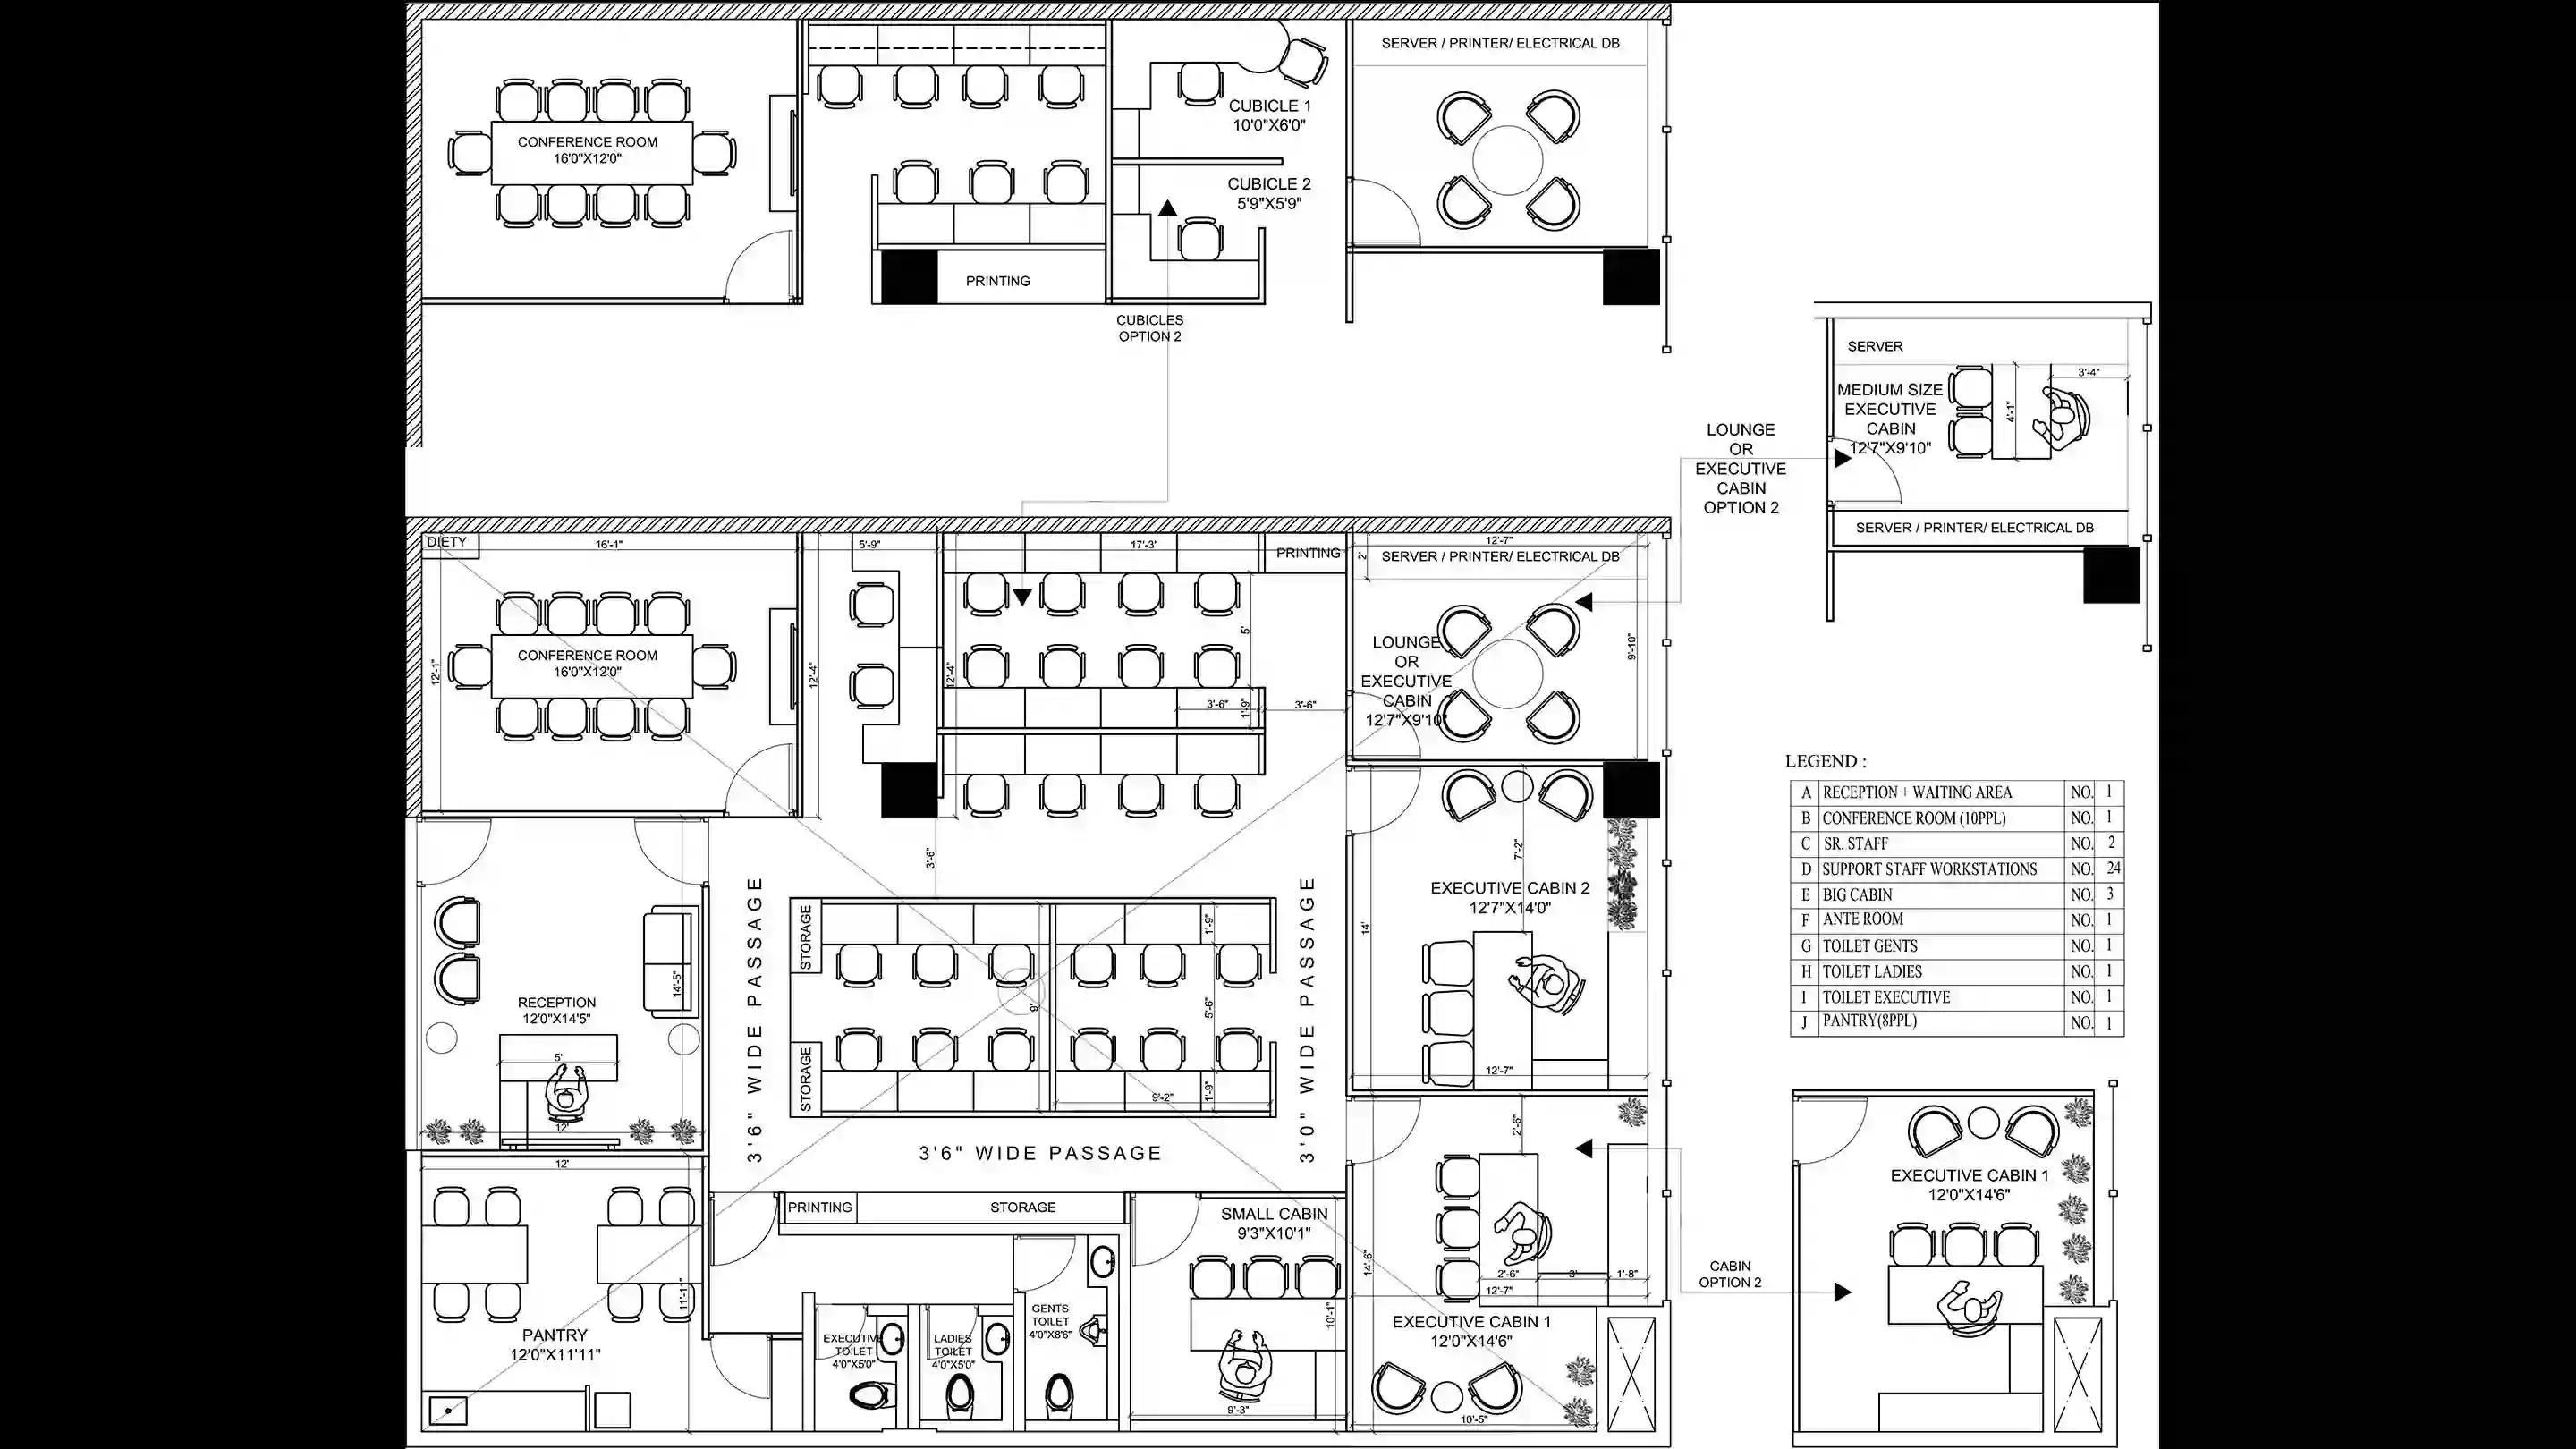 SERVER / PRINTER/ ELECTRICAL DB
CONFERENCE ROOM
16'0"X12'0"
CUBICLE 1
10'0"X6'0"
CUBICLE 2
5'9"X5'9"
PRINTING
CUBICLES
OPTION 2
SERVER
MEDIUM SIZE
EXECUTIVE
CABIN
12'7"X9'10"
3'-4"
4'-1"
SERVER / PRINTER/ ELECTRICAL DB
LOUNGE
OR
EXECUTIVE
CABIN
OPTION 2
DIETY
16'-1"
5'-9"
17'-3"
PRINTING
12'-7"
2'
SERVER / PRINTER/ ELECTRICAL DB
CONFERENCE ROOM
16'0"X12'0"
12'-1"
12'-4"
12'-4"
5'
3'-6"
1'-9"
3'-6"
LOUNGE
OR
EXECUTIVE
CABIN
12'7"X9'10"
9'-10"
3'-6"
7'-2"
EXECUTIVE CABIN 2
12'7"X14'0"
14'
12'-7"
LEGEND :
A RECEPTION + WAITING AREA NO. 1
B CONFERENCE ROOM (10PPL) NO. 1
C SR. STAFF NO. 2
D SUPPORT STAFF WORKSTATIONS NO. 24
E BIG CABIN NO. 3
F ANTE ROOM NO. 1
G TOILET GENTS NO. 1
H TOILET LADIES NO. 1
I TOILET EXECUTIVE NO. 1
J PANTRY(8PPL) NO. 1
RECEPTION
12'0"X14'5"
14'-5"
5'
12'
3'6" WIDE PASSAGE
STORAGE
STORAGE
9'
1'-9"
5'-6"
1'-9"
9'-2"
3'0" WIDE PASSAGE
3'6" WIDE PASSAGE
12'
PANTRY
12'0"X11'11"
11'-11"
PRINTING
STORAGE
EXECUTIVE
TOILET
4'0"X5'0"
LADIES
TOILET
4'0"X5'0"
GENTS
TOILET
4'0"X8'6"
SMALL CABIN
9'3"X10'1"
10'-1"
9'-3"
2'-6"
14'-6"
2'-6"
3'
1'-8"
12'-7"
EXECUTIVE CABIN 1
12'0"X14'6"
10'-5"
CABIN
OPTION 2
EXECUTIVE CABIN 1
12'0"X14'6"